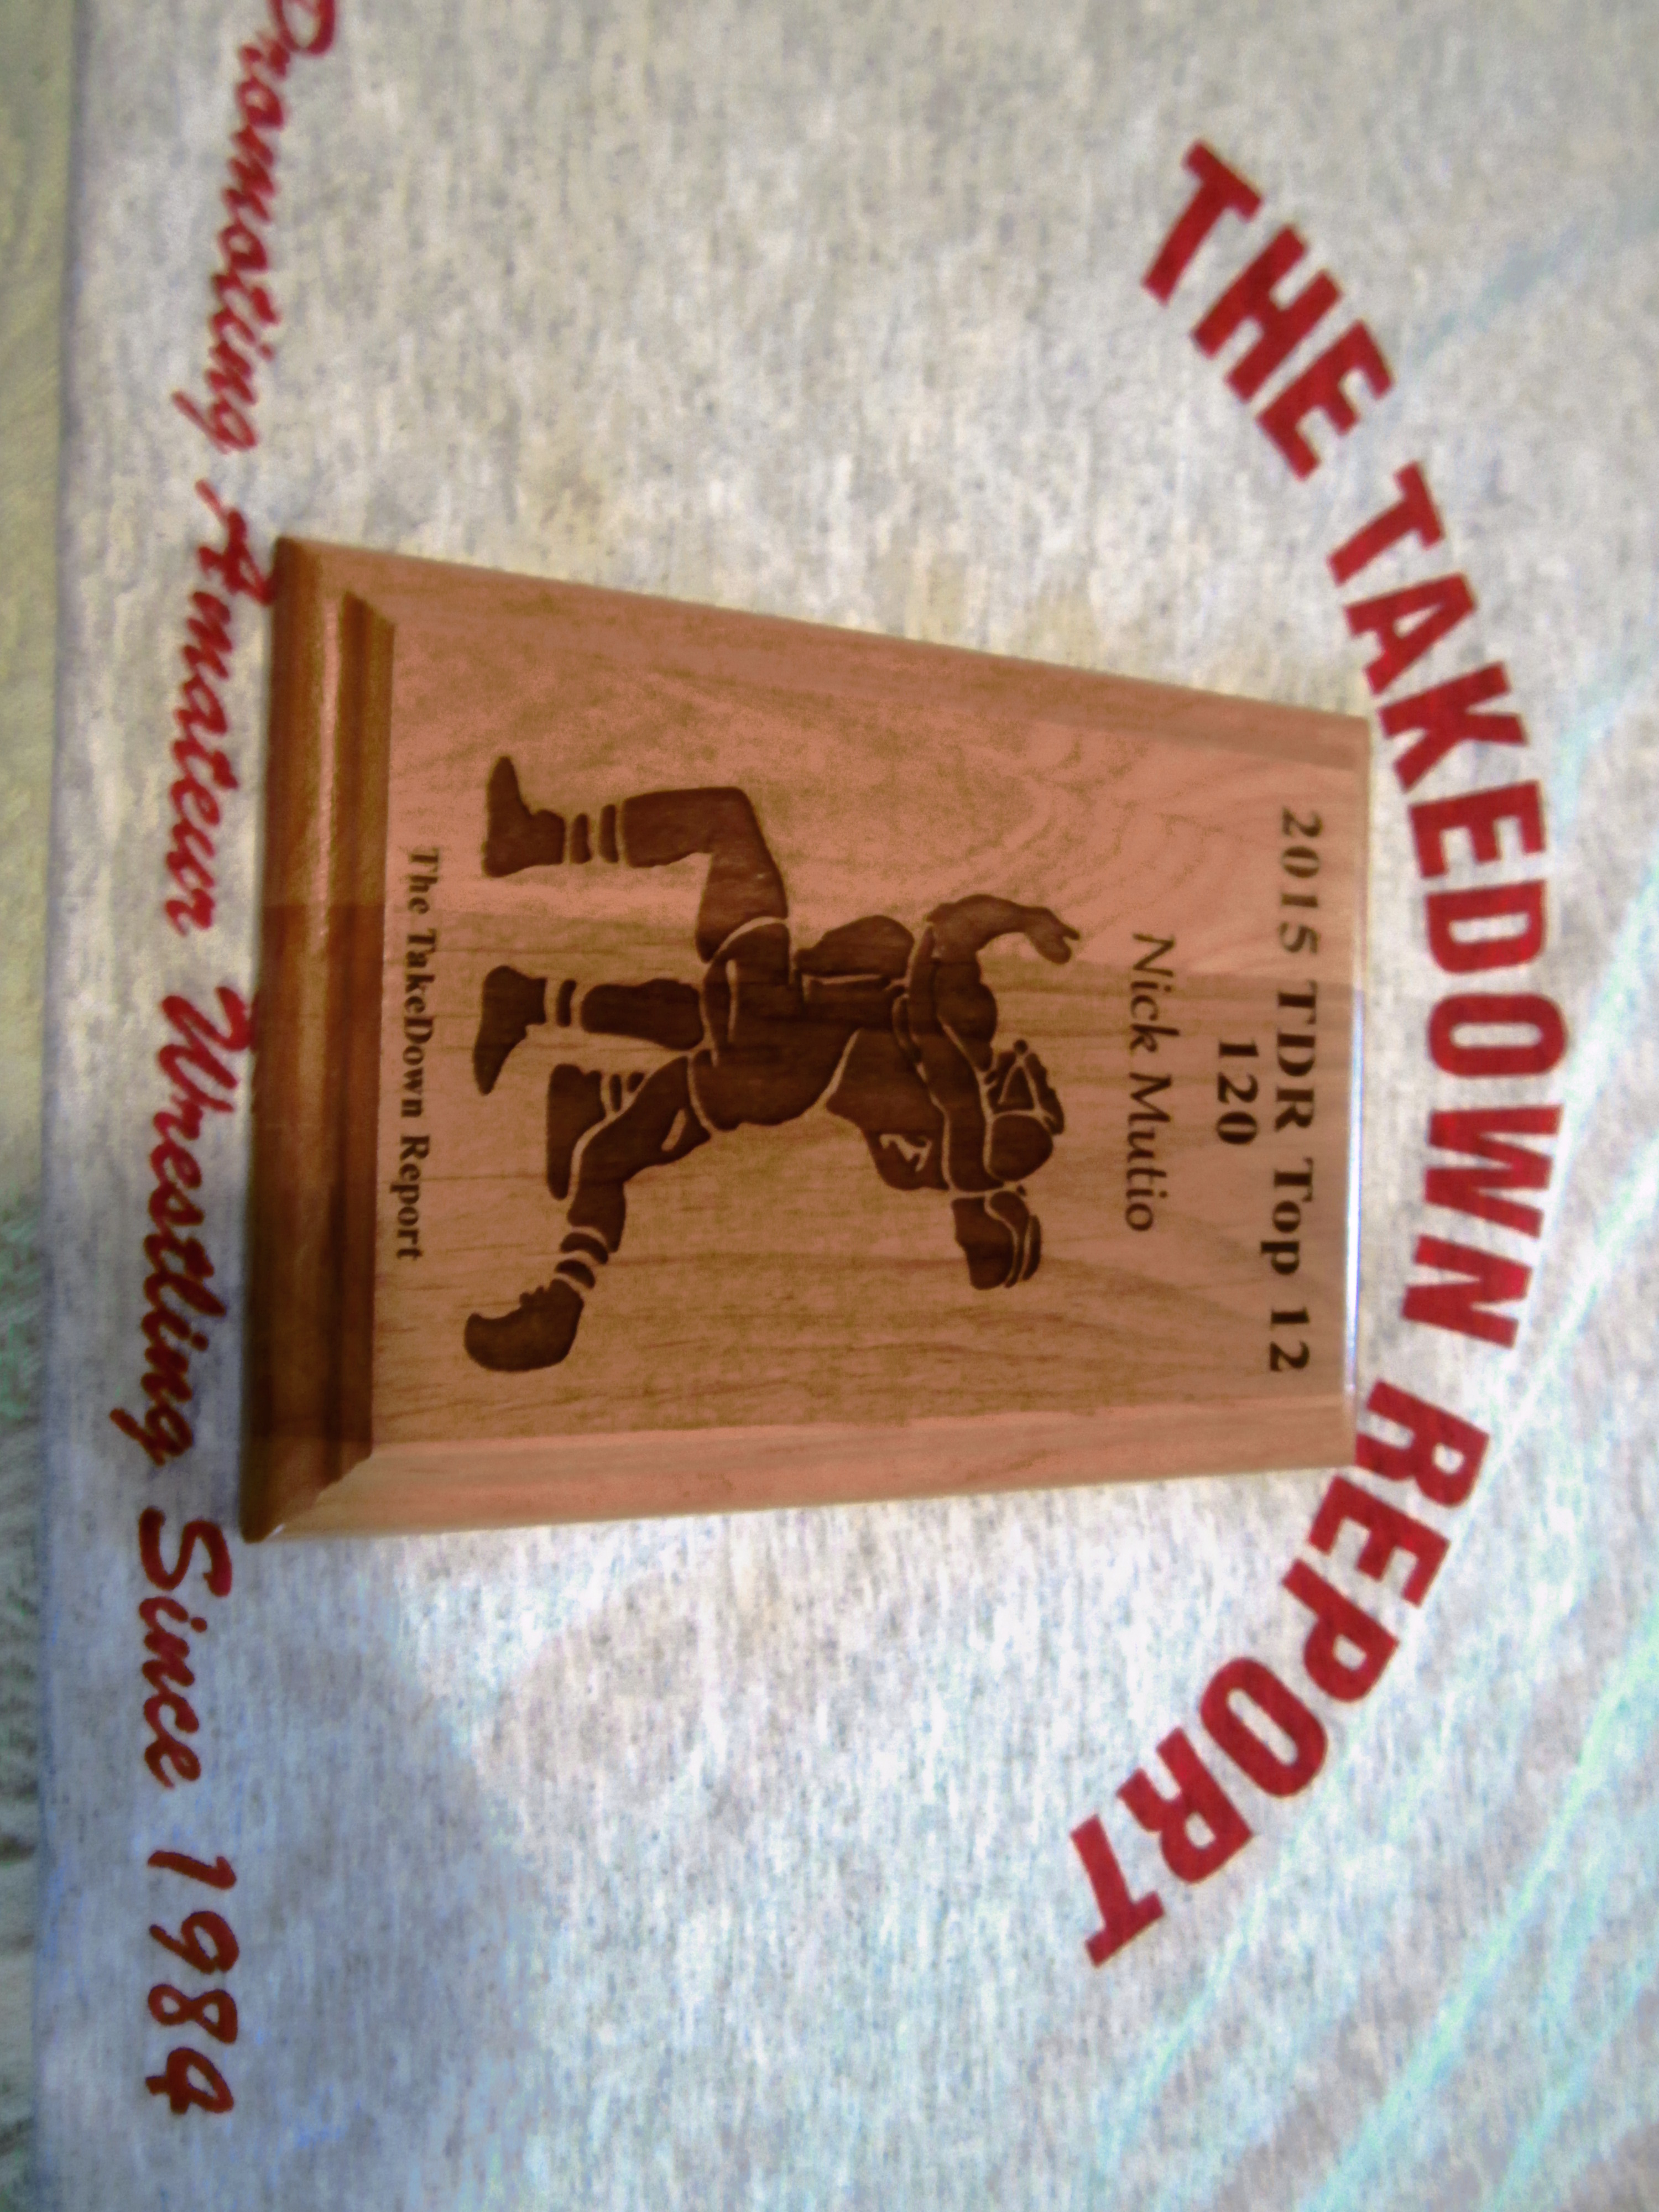 THE TAKEDOWN REPORT
2015 TDR Top 12
120
Nick Mutio
The TakeDown Report
Promoting Amateur Wrestling Since 1984